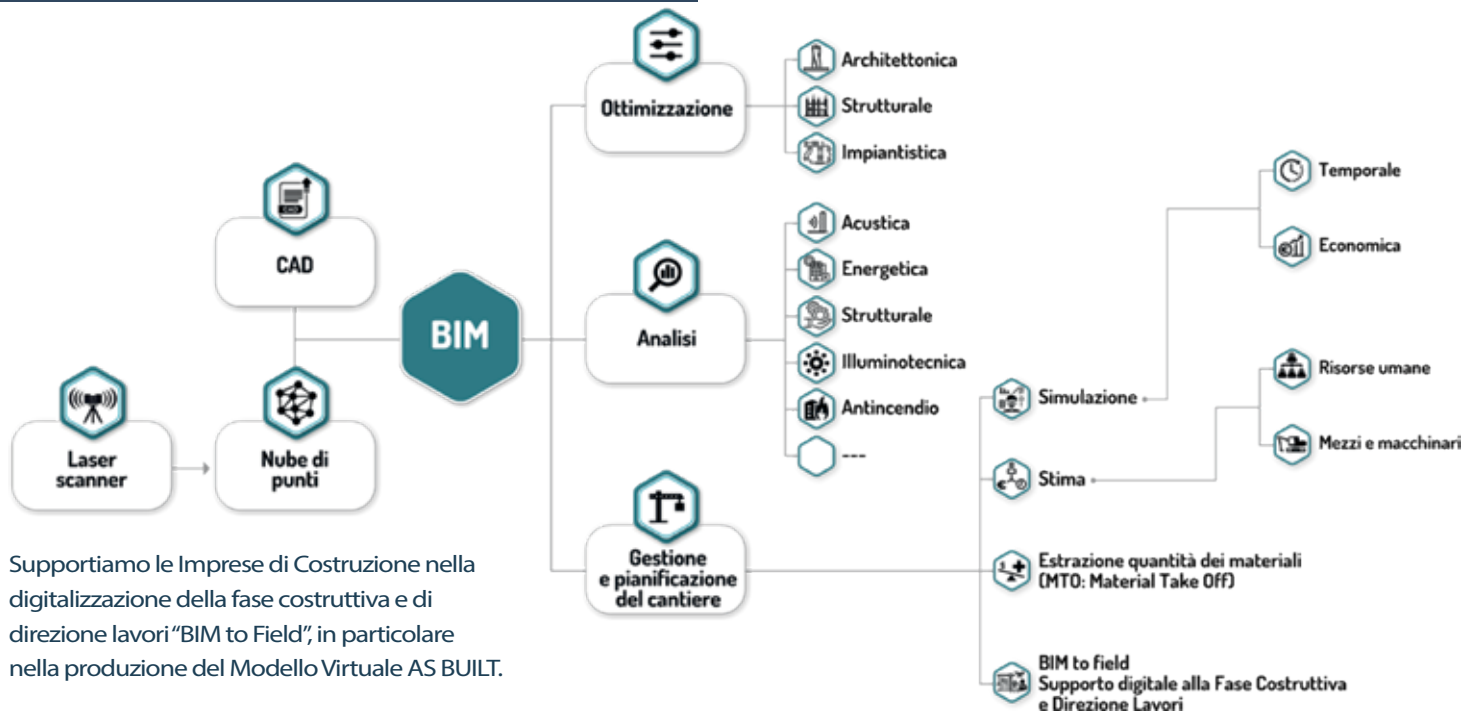 Ottimizzazione
Architettonica
Strutturale
Impiantistica
CAD
CAD
BIM
Analisi
Acustica
Energetica
Strutturale
Illuminotecnica
Antincendio
---
Laser
scanner
Nube di
punti
Gestione
e pianificazione
del cantiere
Simulazione
Temporale
Economica
Stima
Risorse umane
Mezzi e macchinari
Estrazione quantità dei materiali
(MTO: Material Take Off)
BIM to field
Supporto digitale alla Fase Costruttiva
e Direzione Lavori
Supportiamo le Imprese di Costruzione nella
digitalizzazione della fase costruttiva e di
direzione lavori “BIM to Field”, in particolare
nella produzione del Modello Virtuale AS BUILT.